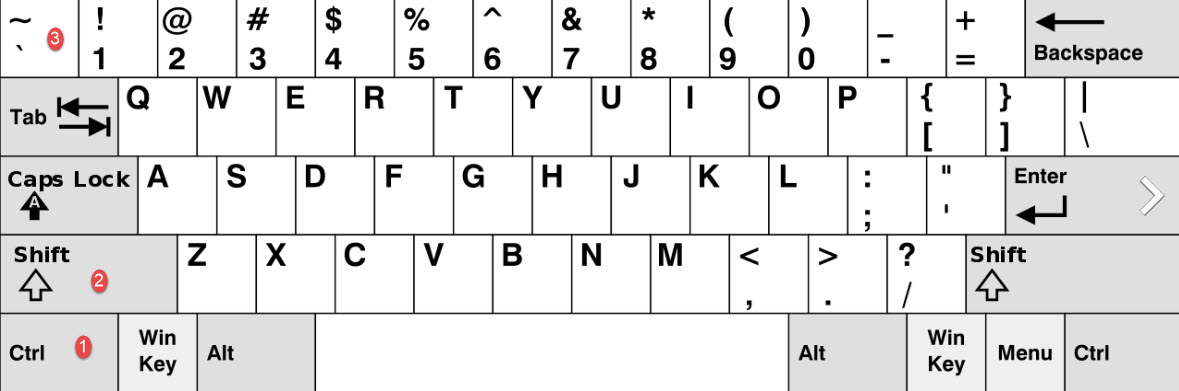 ~ ! @ # $ % ^ & * ( ) _ +
` 3 1 2 3 4 5 6 7 8 9 0 - = Backspace
Tab Q W E R T Y U I O P { } |
[ ] \
Caps Lock A S D F G H J K L : " Enter
A ; '
Shift Z X C V B N M < > ? Shift
2 , . /
Ctrl 1 Win Key Alt Alt Win Key Menu Ctrl